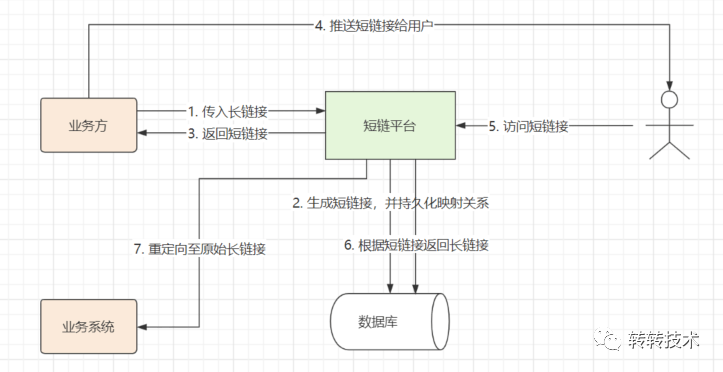 4. 推送短链接给用户
业务方
1. 传入长链接
3. 返回短链接
短链平台
5. 访问短链接
2. 生成短链接，并持久化映射关系
6. 根据短链接返回长链接
7. 重定向至原始长链接
业务系统
数据库
转转技术